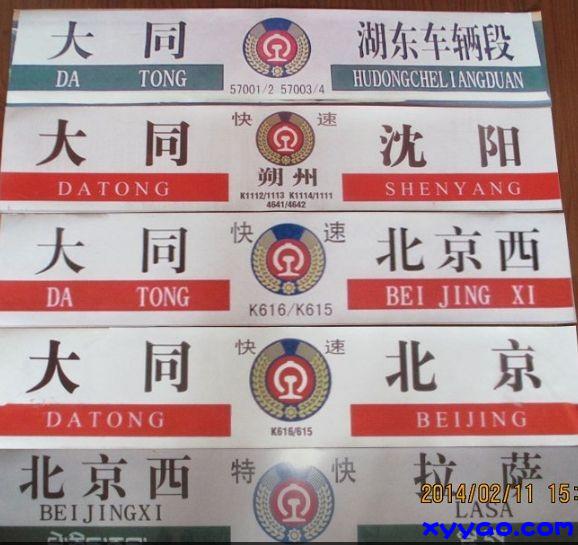 大 同 湖东车辆段
DA TONG HUDONGCHELIANGDUAN
57001/2 57003/4
大 同 快 速 沈 阳
朔 州
DATONG SHENYANG
K1112/1113 K1114/1111
4641/4642
大 同 快 速 北京西
DA TONG BEI JING XI
K616/K615
大 同 快 速 北 京
DATONG BEIJING
K616/615
北京西 特 快 拉 萨
BEIJINGXI LASA
2014/02/11 15:
xyyao.com